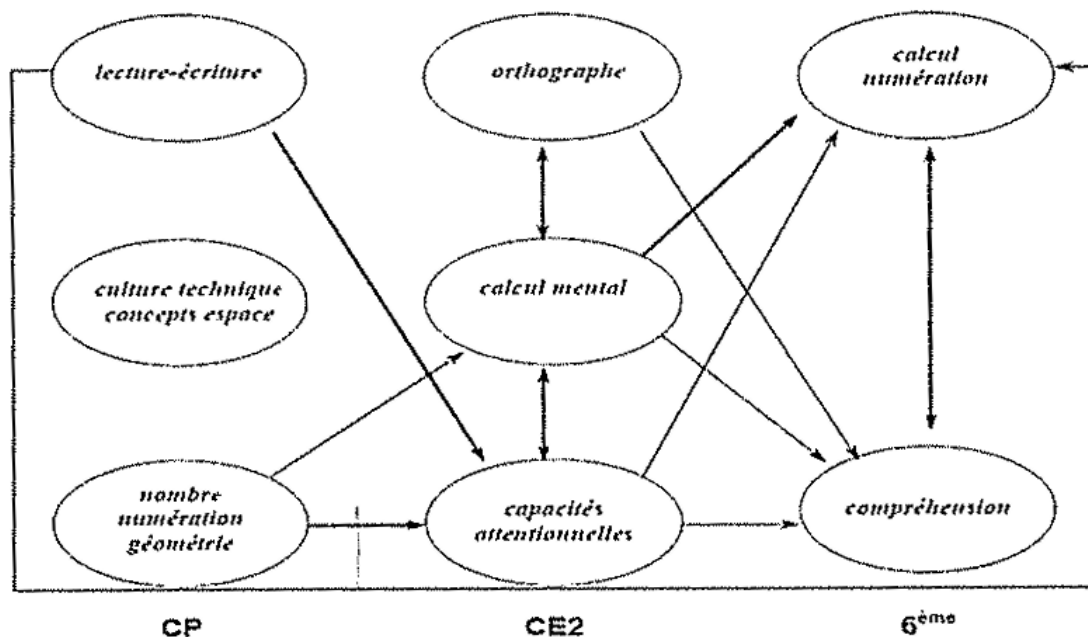 lecture-écriture
orthographe
calcul
numération
culture technique
concepts espace
calcul mental
nombre
numération
géométrie
capacités
attentionnelles
compréhension
CP
CE2
6ème